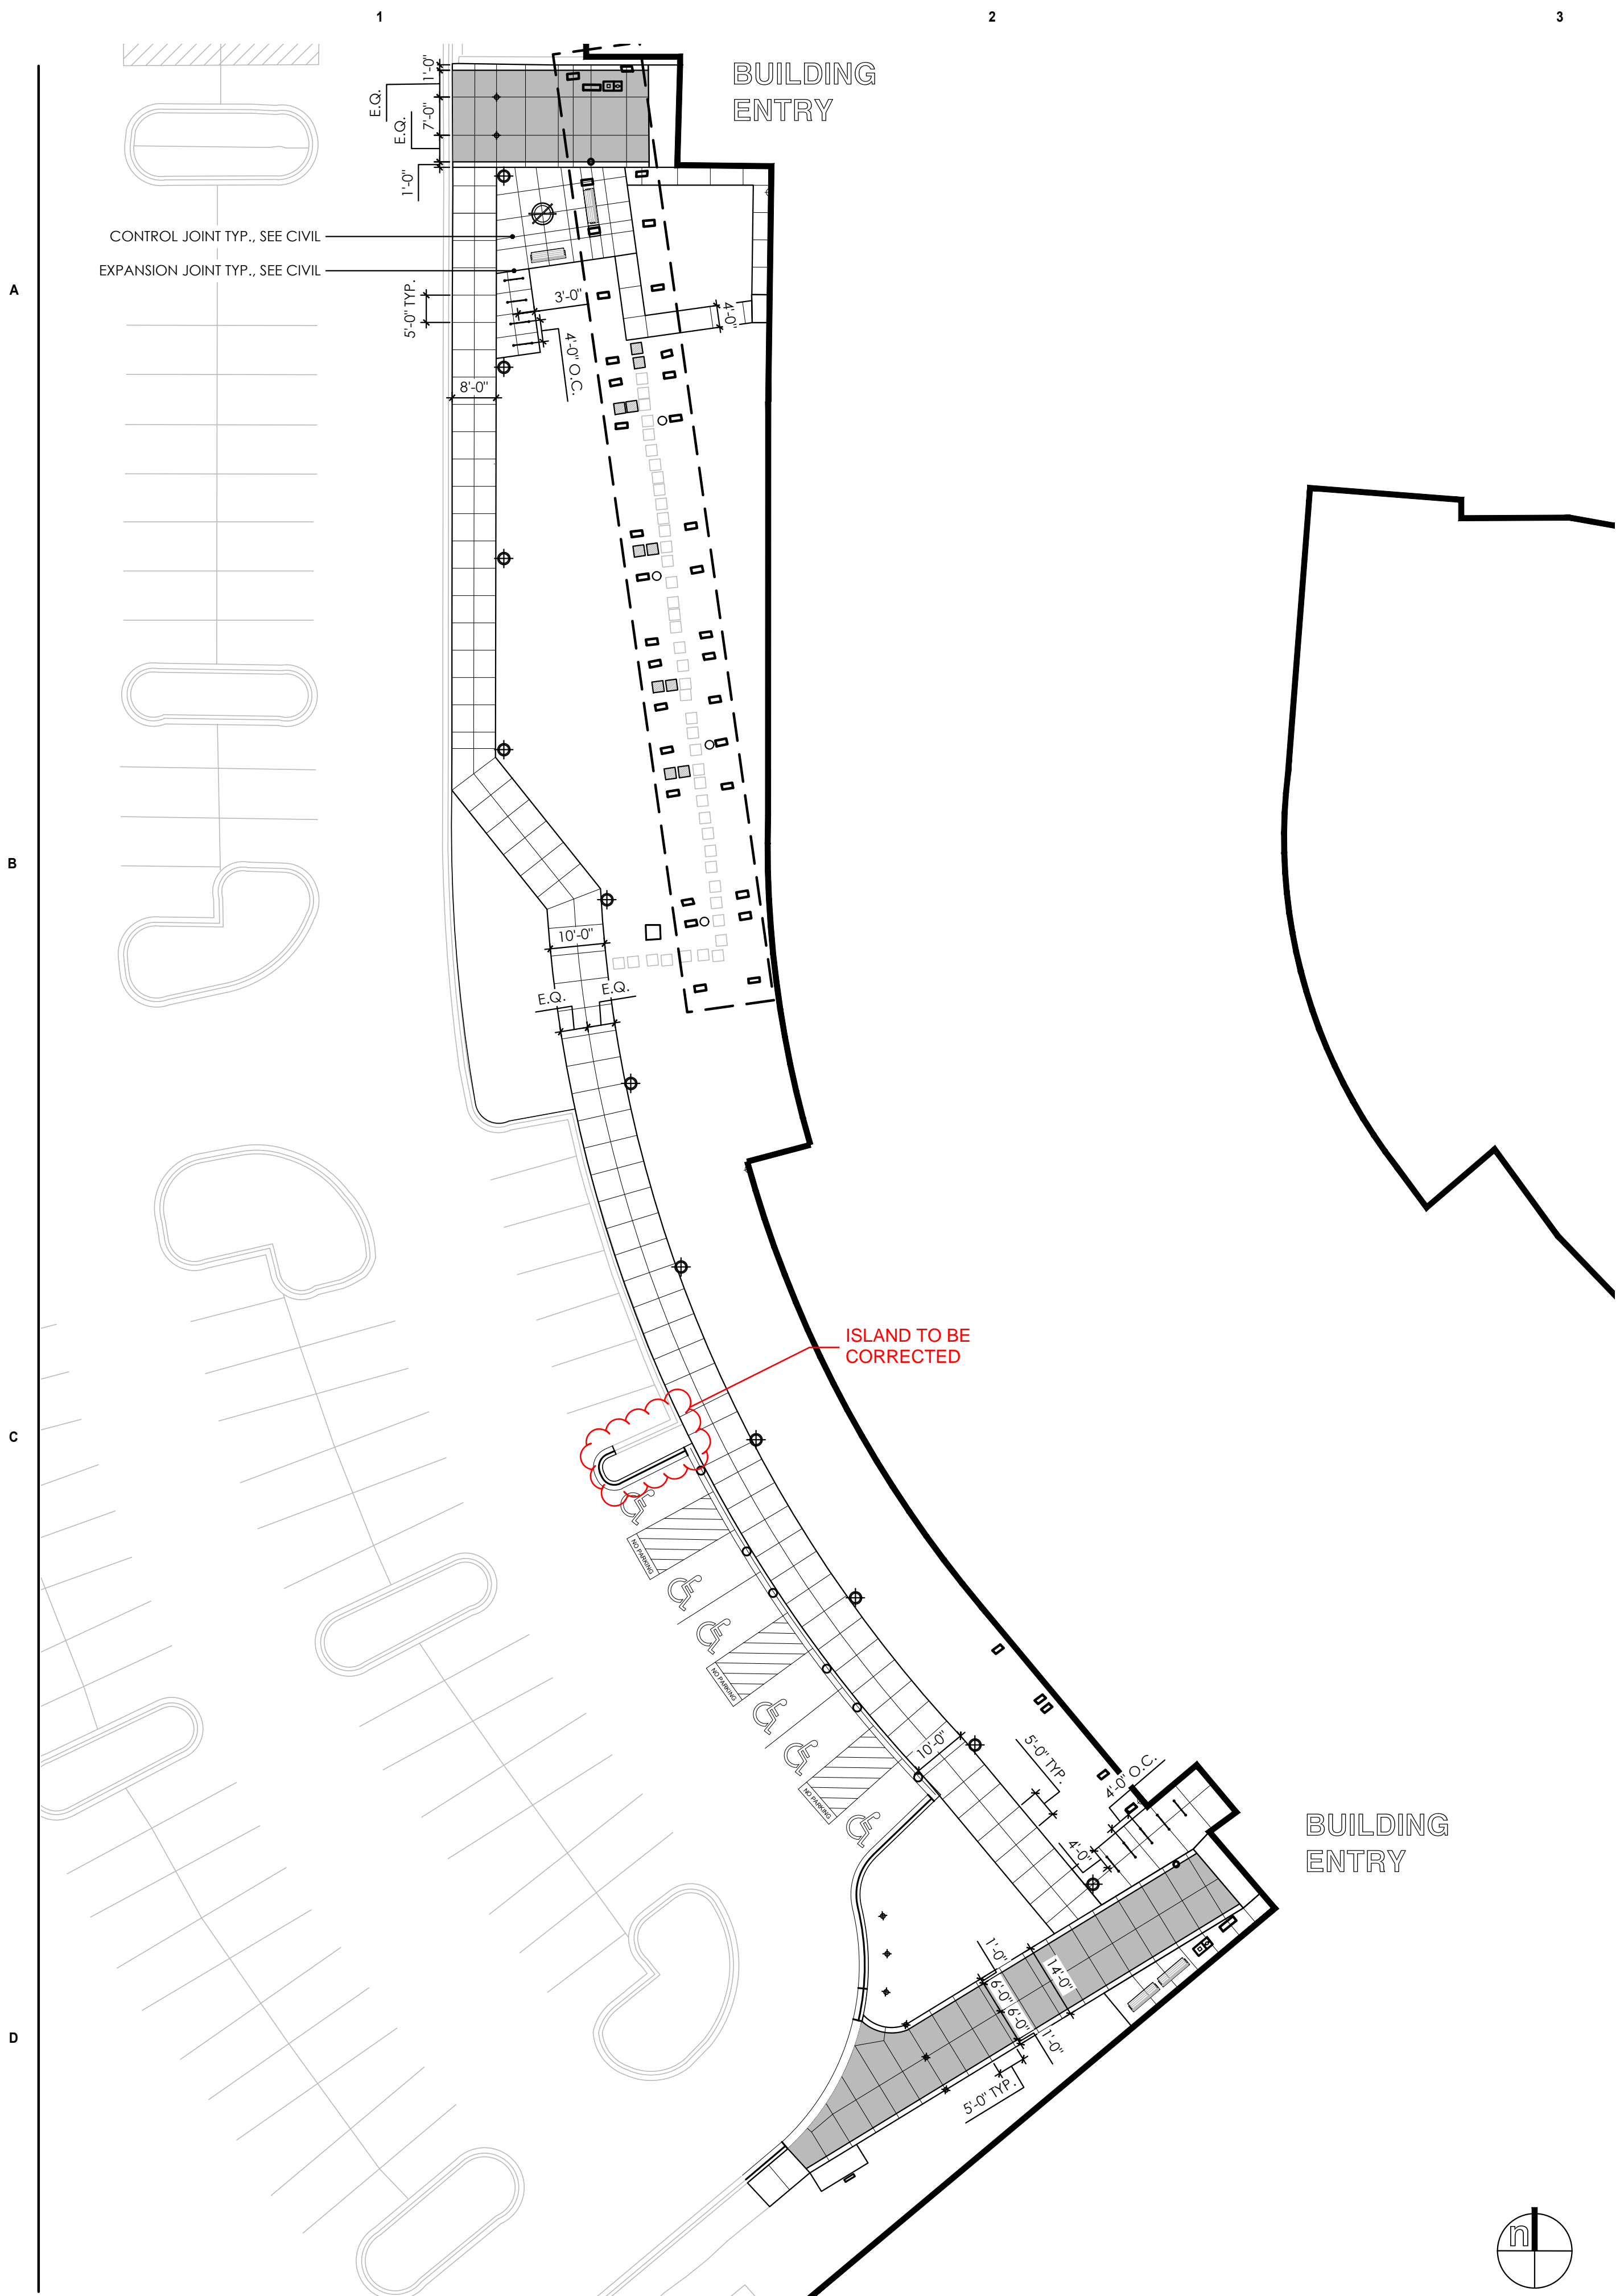 1
2
3
BUILDING
ENTRY
1'-0"
E.Q.
7'-0"
E.Q.
1'-0"
CONTROL JOINT TYP., SEE CIVIL
EXPANSION JOINT TYP., SEE CIVIL
A
5'-0" TYP.
3'-0"
4'-0"
4'-0" O.C.
8'-0"
B
10'-0"
E.Q.
E.Q.
ISLAND TO BE
CORRECTED
C
NO PARKING
NO PARKING
NO PARKING
10'-0"
5'-0" TYP.
4'-0" O.C.
4'-0"
BUILDING
ENTRY
1'-0"
14'-0"
6'-0"
6'-0"
1'-0"
5'-0" TYP.
D
n